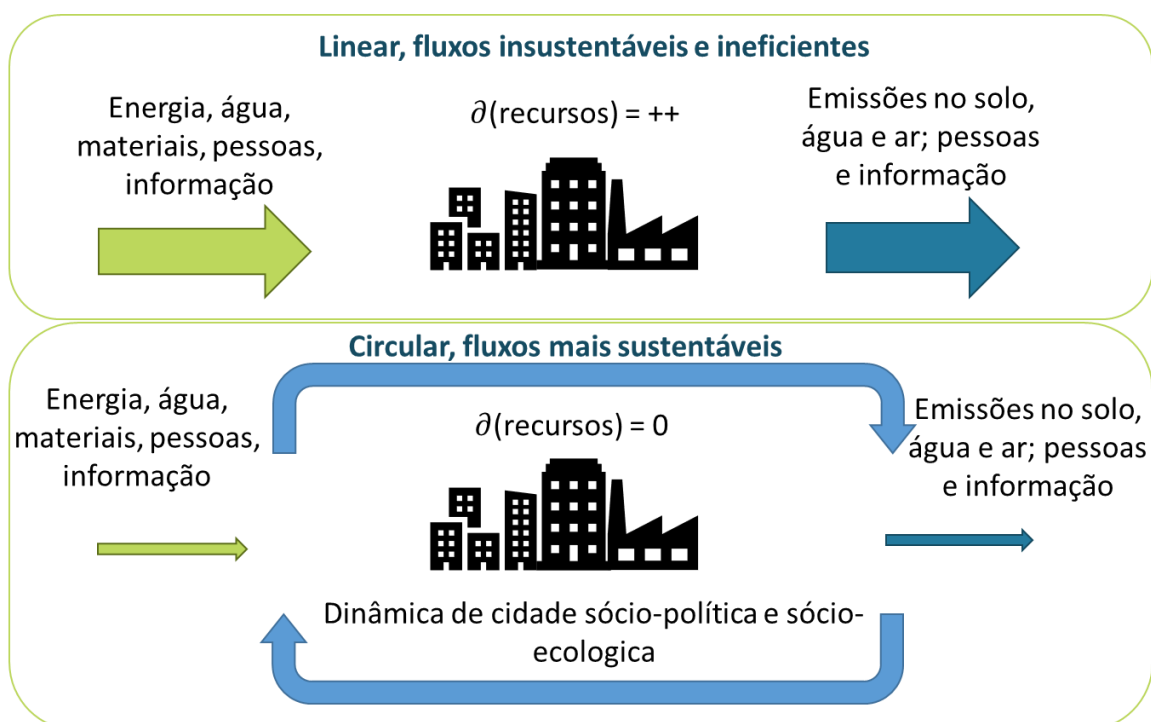 Linear, fluxos insustentáveis e ineficientes
Energia, água,
materiais, pessoas,
informação
∂(recursos) = ++
Emissões no solo,
água e ar; pessoas
e informação
Circular, fluxos mais sustentáveis
Energia, água,
materiais, pessoas,
informação
∂(recursos) = 0
Emissões no solo,
água e ar; pessoas
e informação
Dinâmica de cidade sócio-política e sócio-
ecologica